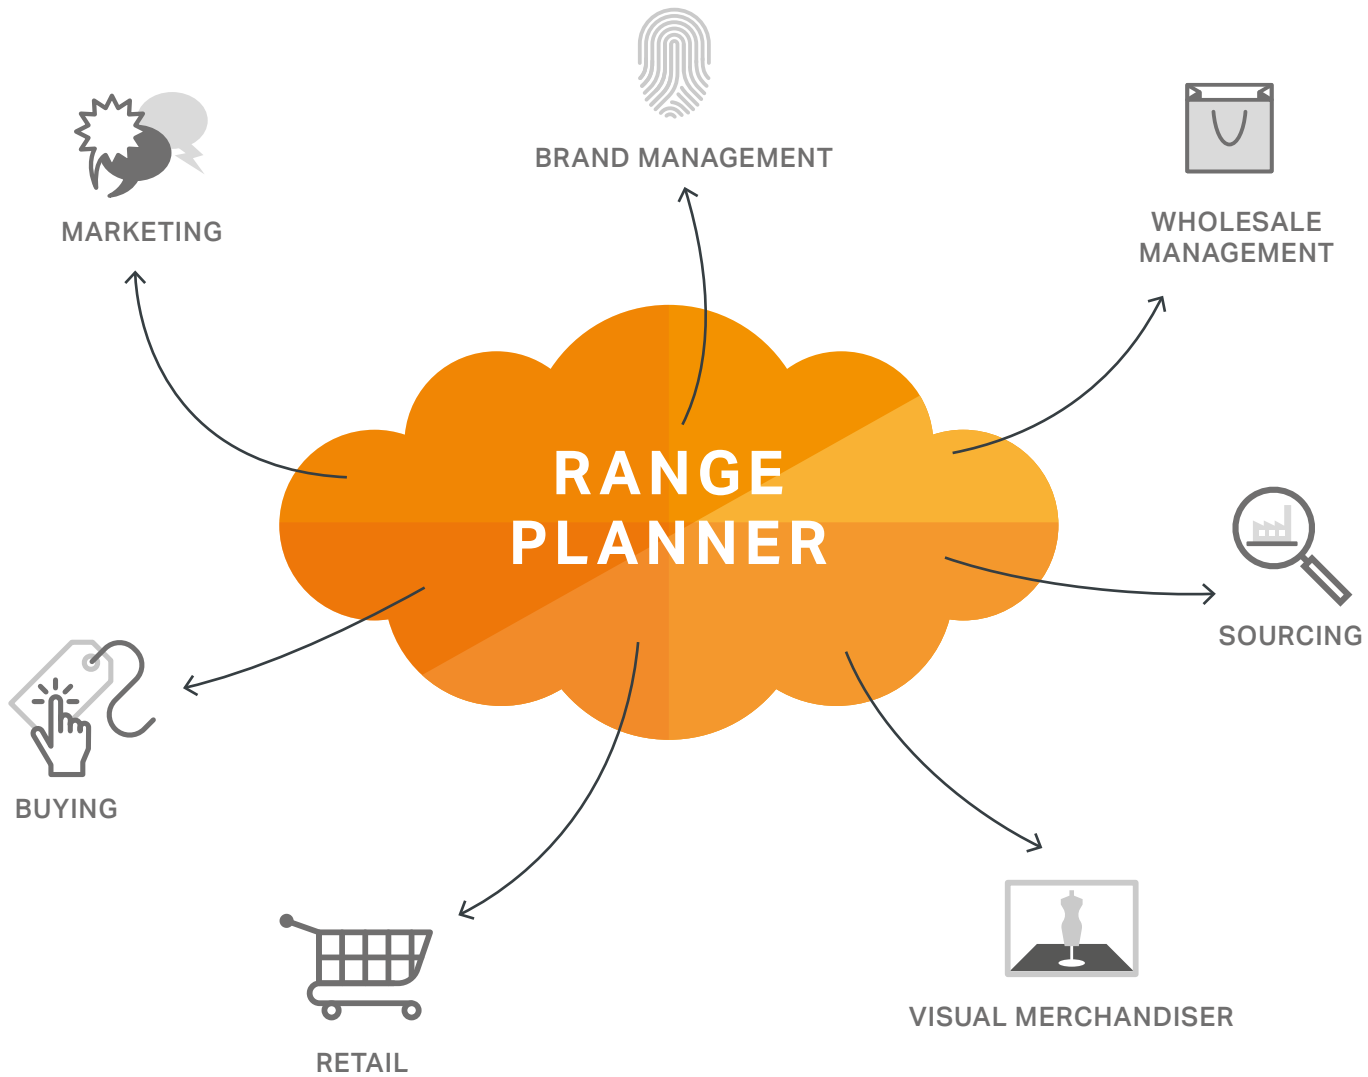 BRAND MANAGEMENT
MARKETING
WHOLESALE
MANAGEMENT
RANGE
PLANNER
SOURCING
BUYING
VISUAL MERCHANDISER
RETAIL